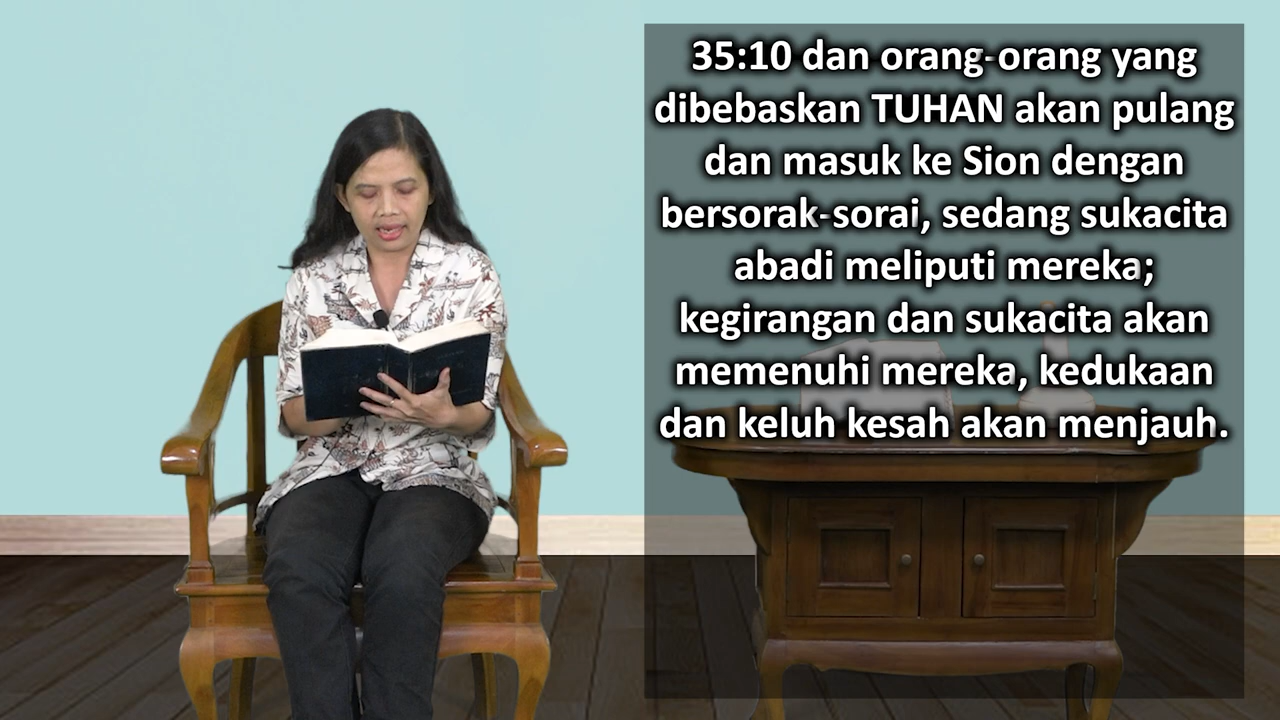 35:10 dan orang-orang yang
dibebaskan TUHAN akan pulang
dan masuk ke Sion dengan
bersorak-sorai, sedang sukacita
abadi meliputi mereka;
kegirangan dan sukacita akan
memenuhi mereka, kedukaan
dan keluh kesah akan menjauh.